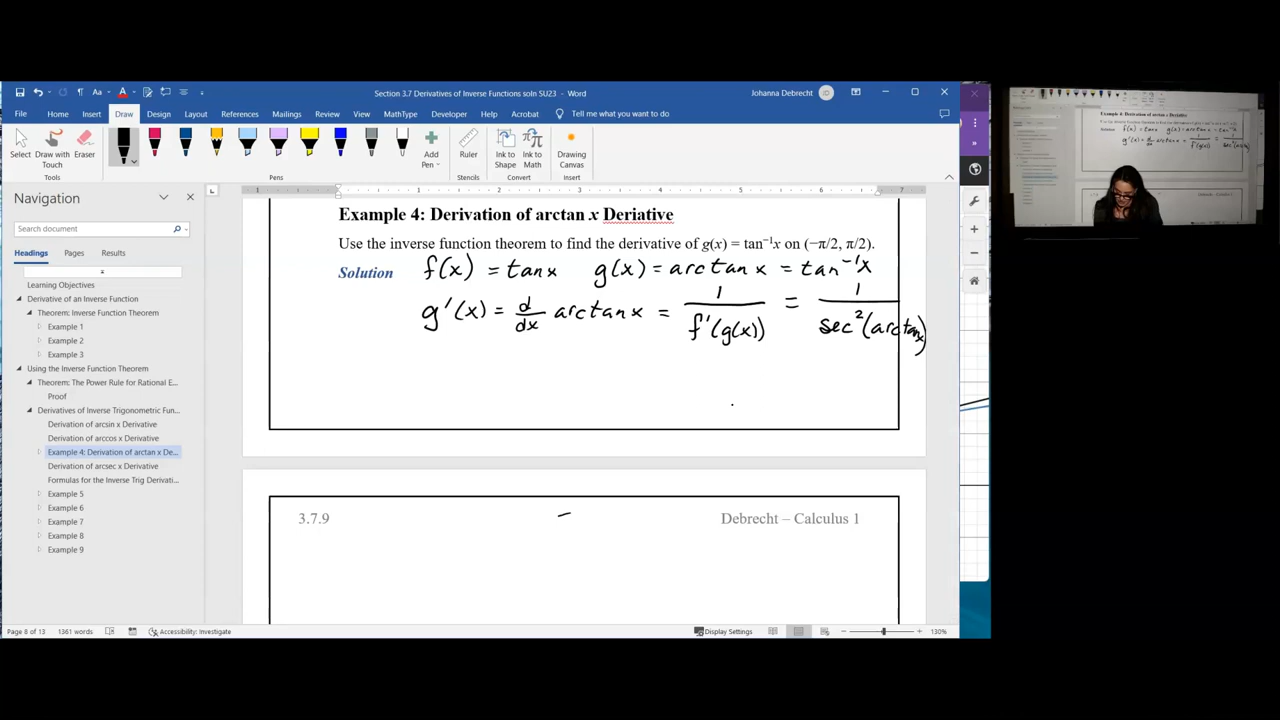 Section 3.7 Derivatives of Inverse Functions soln SU23 - Word
Johanna Debrecht JD
File Home Insert Draw Design Layout References Mailings Review View MathType Developer Help Acrobat Tell me what you want to do
Select Draw with Touch Eraser Add Pen Ruler Ink to Shape Ink to Math Drawing Canvas
Tools Pens Stencils Convert Insert
Navigation
Search document
Headings Pages Results
Learning Objectives
Derivative of an Inverse Function
Theorem: Inverse Function Theorem
Example 1
Example 2
Example 3
Using the Inverse Function Theorem
Theorem: The Power Rule for Rational E...
Proof
Derivatives of Inverse Trigonometric Fun...
Derivation of arcsin x Derivative
Derivation of arccos x Derivative
Example 4: Derivation of arctan x De...
Derivation of arcsec x Derivative
Formulas for the Inverse Trig Derivati...
Example 5
Example 6
Example 7
Example 8
Example 9
1 1 2 3 4 5 6 7
Example 4: Derivation of arctan x Deriative
Use the inverse function theorem to find the derivative of g(x) = tan⁻¹x on (−π/2, π/2).
Solution f(x) = tan x g(x) = arctan x = tan⁻¹x
g'(x) = d/dx arctan x = 1/f'(g(x)) = 1/sec²(arctan x)
3.7.9 Debrecht – Calculus 1
Page 8 of 13 1361 words Accessibility: Investigate Display Settings 130%